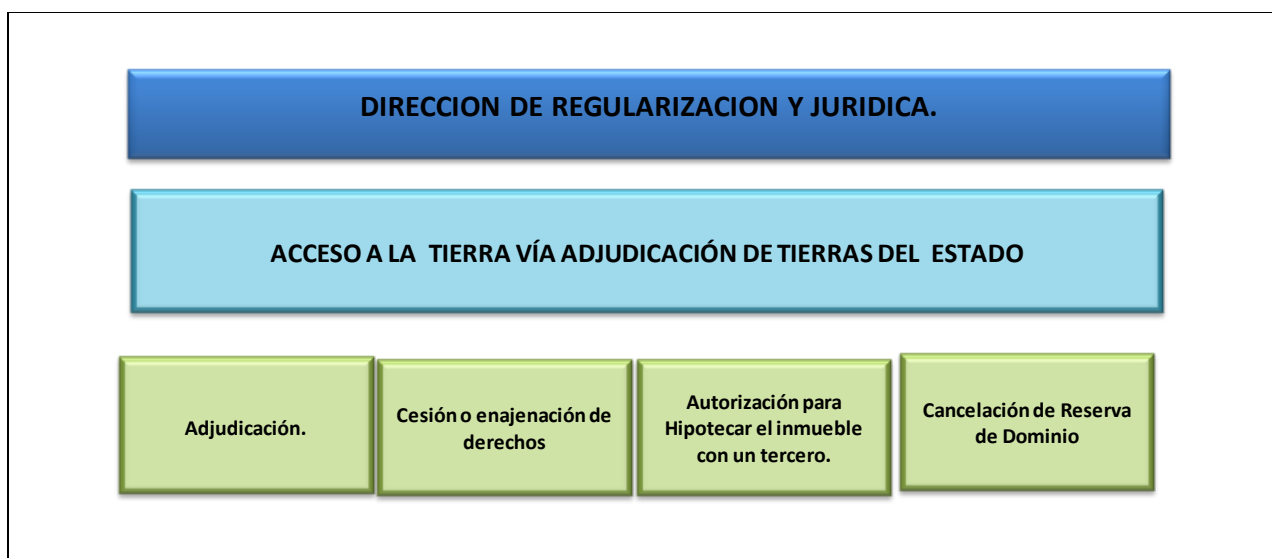 DIRECCION DE REGULARIZACION Y JURIDICA.
ACCESO A LA TIERRA VÍA ADJUDICACIÓN DE TIERRAS DEL ESTADO
Adjudicación.
Cesión o enajenación de
derechos
Autorización para
Hipotecar el inmueble
con un tercero.
Cancelación de Reserva
de Dominio